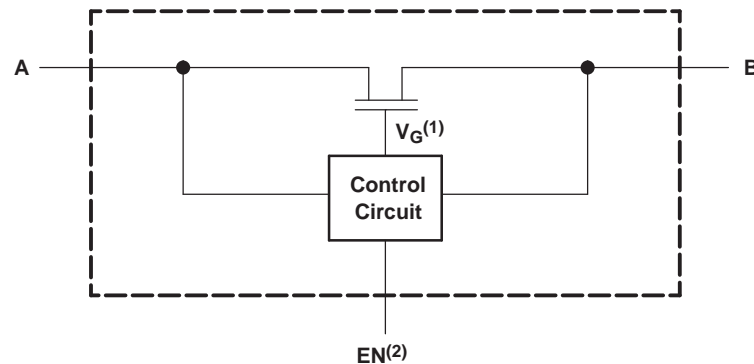 A
B
VG(1)
Control
Circuit
EN(2)